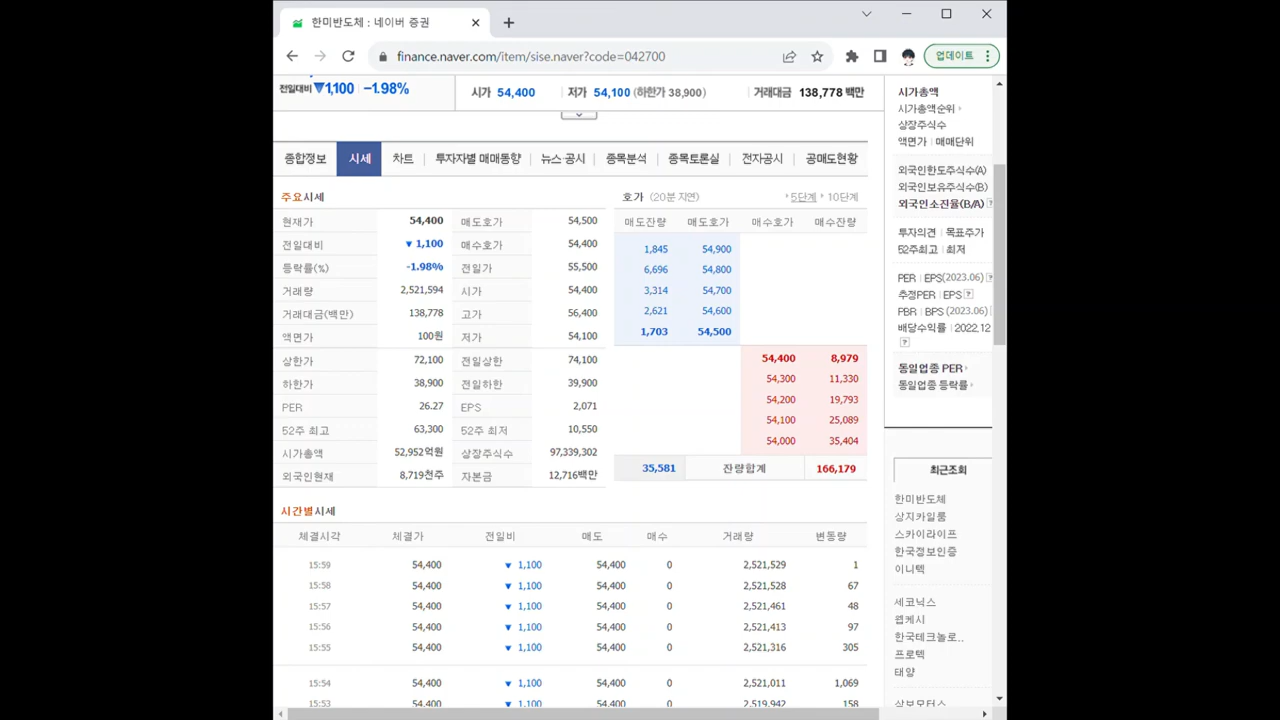 한미반도체 : 네이버 증권
finance.naver.com/item/sise.naver?code=042700
업데이트
전일대비 ▼1,100 −1.98%
시가 54,400 저가 54,100 (하한가 38,900) 거래대금 138,778 백만
종합정보 시세 차트 투자자별 매매동향 뉴스·공시 종목분석 종목토론실 전자공시 공매도현황
주요시세
현재가 54,400 매도호가 54,500
전일대비 ▼ 1,100 매수호가 54,400
등락률(%) -1.98% 전일가 55,500
거래량 2,521,594 시가 54,400
거래대금(백만) 138,778 고가 56,400
액면가 100원 저가 54,100
상한가 72,100 전일상한 74,100
하한가 38,900 전일하한 39,900
PER 26.27 EPS 2,071
52주 최고 63,300 52주 최저 10,550
시가총액 52,952억원 상장주식수 97,339,302
외국인현재 8,719천주 자본금 12,716백만
호가 (20분 지연) 5단계 10단계
매도잔량 매도호가 매수호가 매수잔량
1,845 54,900
6,696 54,800
3,314 54,700
2,621 54,600
1,703 54,500
54,400 8,979
54,300 11,330
54,200 19,793
54,100 25,089
54,000 35,404
35,581 잔량합계 166,179
시간별시세
체결시각 체결가 전일비 매도 매수 거래량 변동량
15:59 54,400 ▼ 1,100 54,400 0 2,521,529 1
15:58 54,400 ▼ 1,100 54,400 0 2,521,528 67
15:57 54,400 ▼ 1,100 54,400 0 2,521,461 48
15:56 54,400 ▼ 1,100 54,400 0 2,521,413 97
15:55 54,400 ▼ 1,100 54,400 0 2,521,316 305
15:54 54,400 ▼ 1,100 54,400 0 2,521,011 1,069
15:53 54,400 ▼ 1,100 54,400 0 2,519,942 158
시가총액
시가총액순위
상장주식수
액면가 | 매매단위
외국인한도주식수(A)
외국인보유주식수(B)
외국인소진율(B/A) ?
투자의견 | 목표주가
52주최고 | 최저
PER | EPS(2023.06) ?
추정PER | EPS ?
PBR | BPS (2023.06)
배당수익률 | 2022.12
?
동일업종 PER
동일업종 등락률
최근조회
한미반도체
상지카일룸
스카이라이프
한국정보인증
이니텍
세코닉스
웹케시
한국테크놀로..
프로텍
태양
삼보모터스